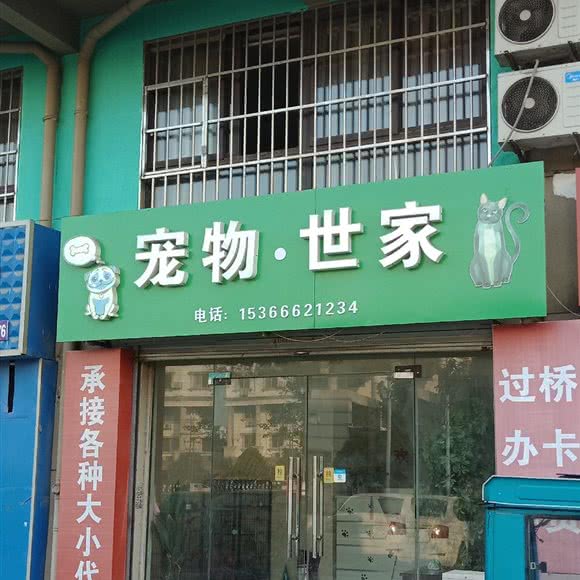 宠物·世家
电话：15366621234
承接各种大小代
过桥
办卡